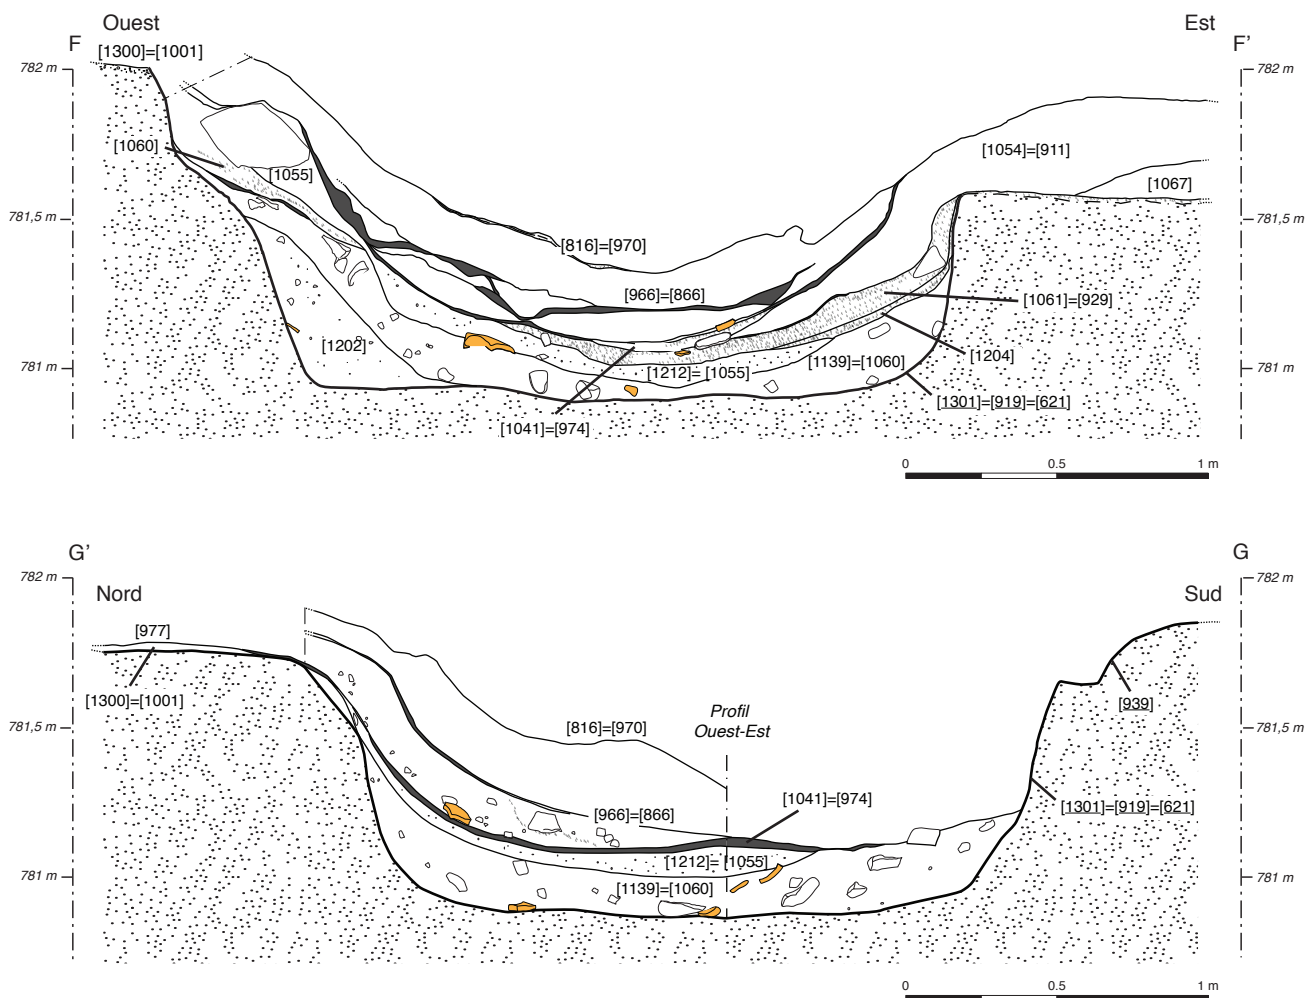 Ouest
Est
F
F'
[1300]=[1001]
782 m
782 m
[1060]
[1054]=[911]
[1055]
[1067]
781,5 m
781,5 m
[816]=[970]
[966]=[866]
[1061]=[929]
[1202]
[1204]
[1139]=[1060]
781 m
781 m
[1212]= [1055]
[1301]=[919]=[621]
[1041]=[974]
0
0.5
1 m
G'
G
782 m
782 m
Nord
Sud
[977]
[1300]=[1001]
[939]
Profil
Ouest-Est
781,5 m
781,5 m
[816]=[970]
[1041]=[974]
[966]=[866]
[1301]=[919]=[621]
[1212]= [1055]
781 m
781 m
[1139]=[1060]
0
0.5
1 m